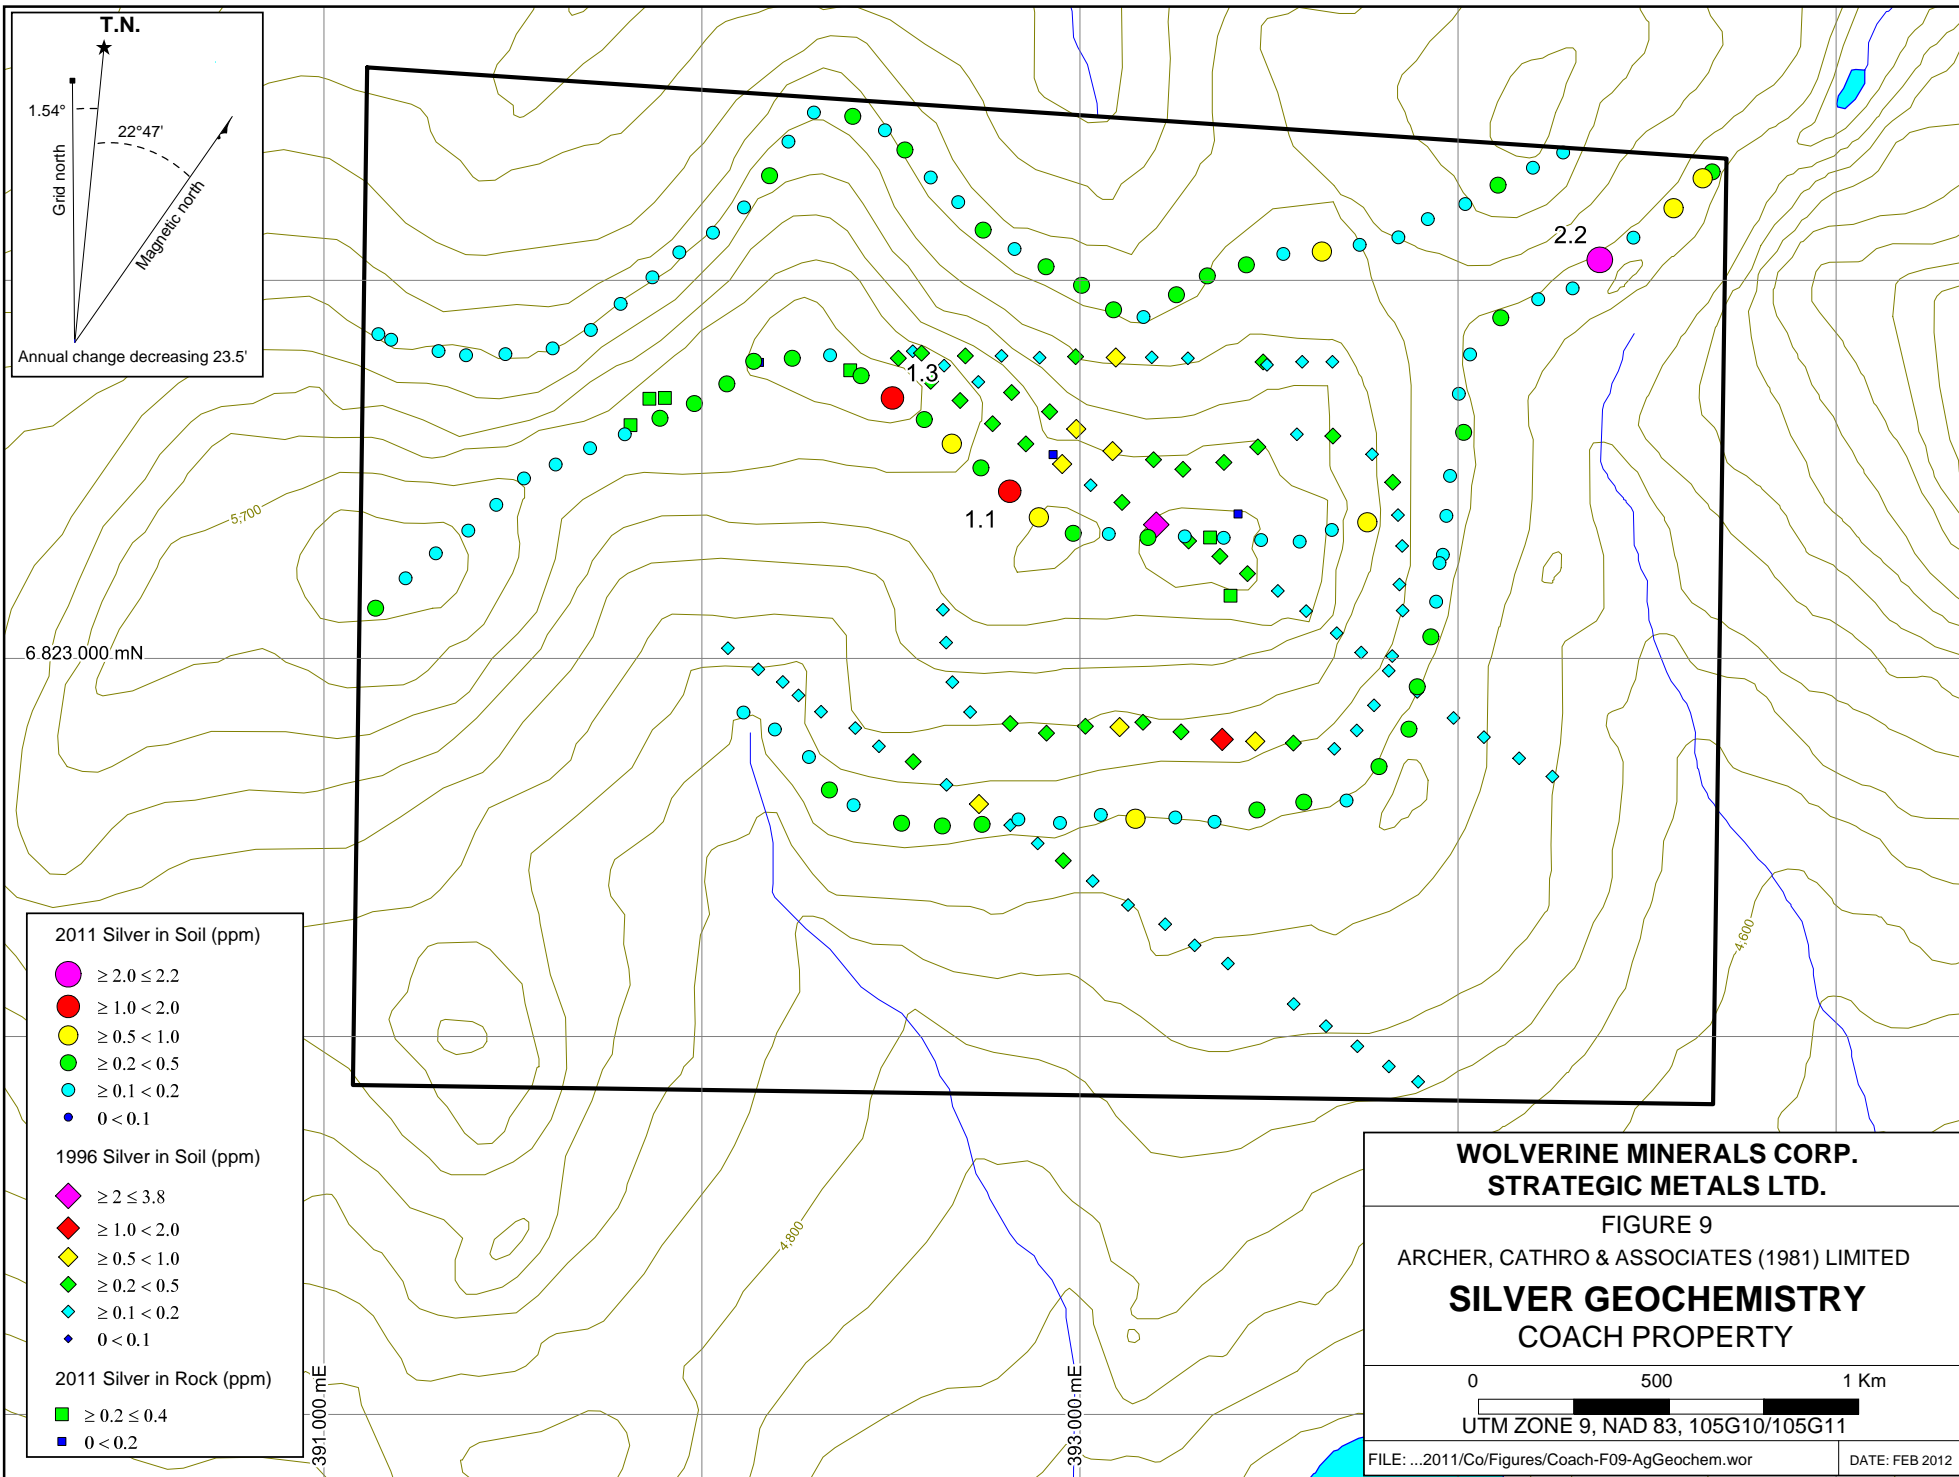 T.N.
1.54°
22°47'
Grid north
Magnetic north
Annual change decreasing 23.5'
2.2
1.3
1.1
5,700
6 823 000 mN
4,600
4,800
391 000 mE
393 000 mE
2011 Silver in Soil (ppm)
≥ 2.0 ≤ 2.2
≥ 1.0 < 2.0
≥ 0.5 < 1.0
≥ 0.2 < 0.5
≥ 0.1 < 0.2
0 < 0.1
1996 Silver in Soil (ppm)
≥ 2 ≤ 3.8
≥ 1.0 < 2.0
≥ 0.5 < 1.0
≥ 0.2 < 0.5
≥ 0.1 < 0.2
0 < 0.1
2011 Silver in Rock (ppm)
≥ 0.2 ≤ 0.4
0 < 0.2
WOLVERINE MINERALS CORP.
STRATEGIC METALS LTD.
FIGURE 9
ARCHER, CATHRO & ASSOCIATES (1981) LIMITED
SILVER GEOCHEMISTRY
COACH PROPERTY
0 500 1 Km
UTM ZONE 9, NAD 83, 105G10/105G11
FILE: ...2011/Co/Figures/Coach-F09-AgGeochem.wor
DATE: FEB 2012